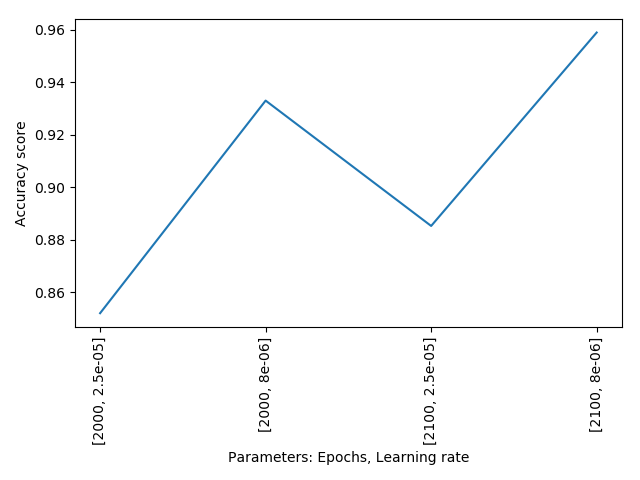 0.96
0.94
0.92
0.90
0.88
0.86
Accuracy score
[2000, 2.5e-05]
[2000, 8e-06]
[2100, 2.5e-05]
[2100, 8e-06]
Parameters: Epochs, Learning rate